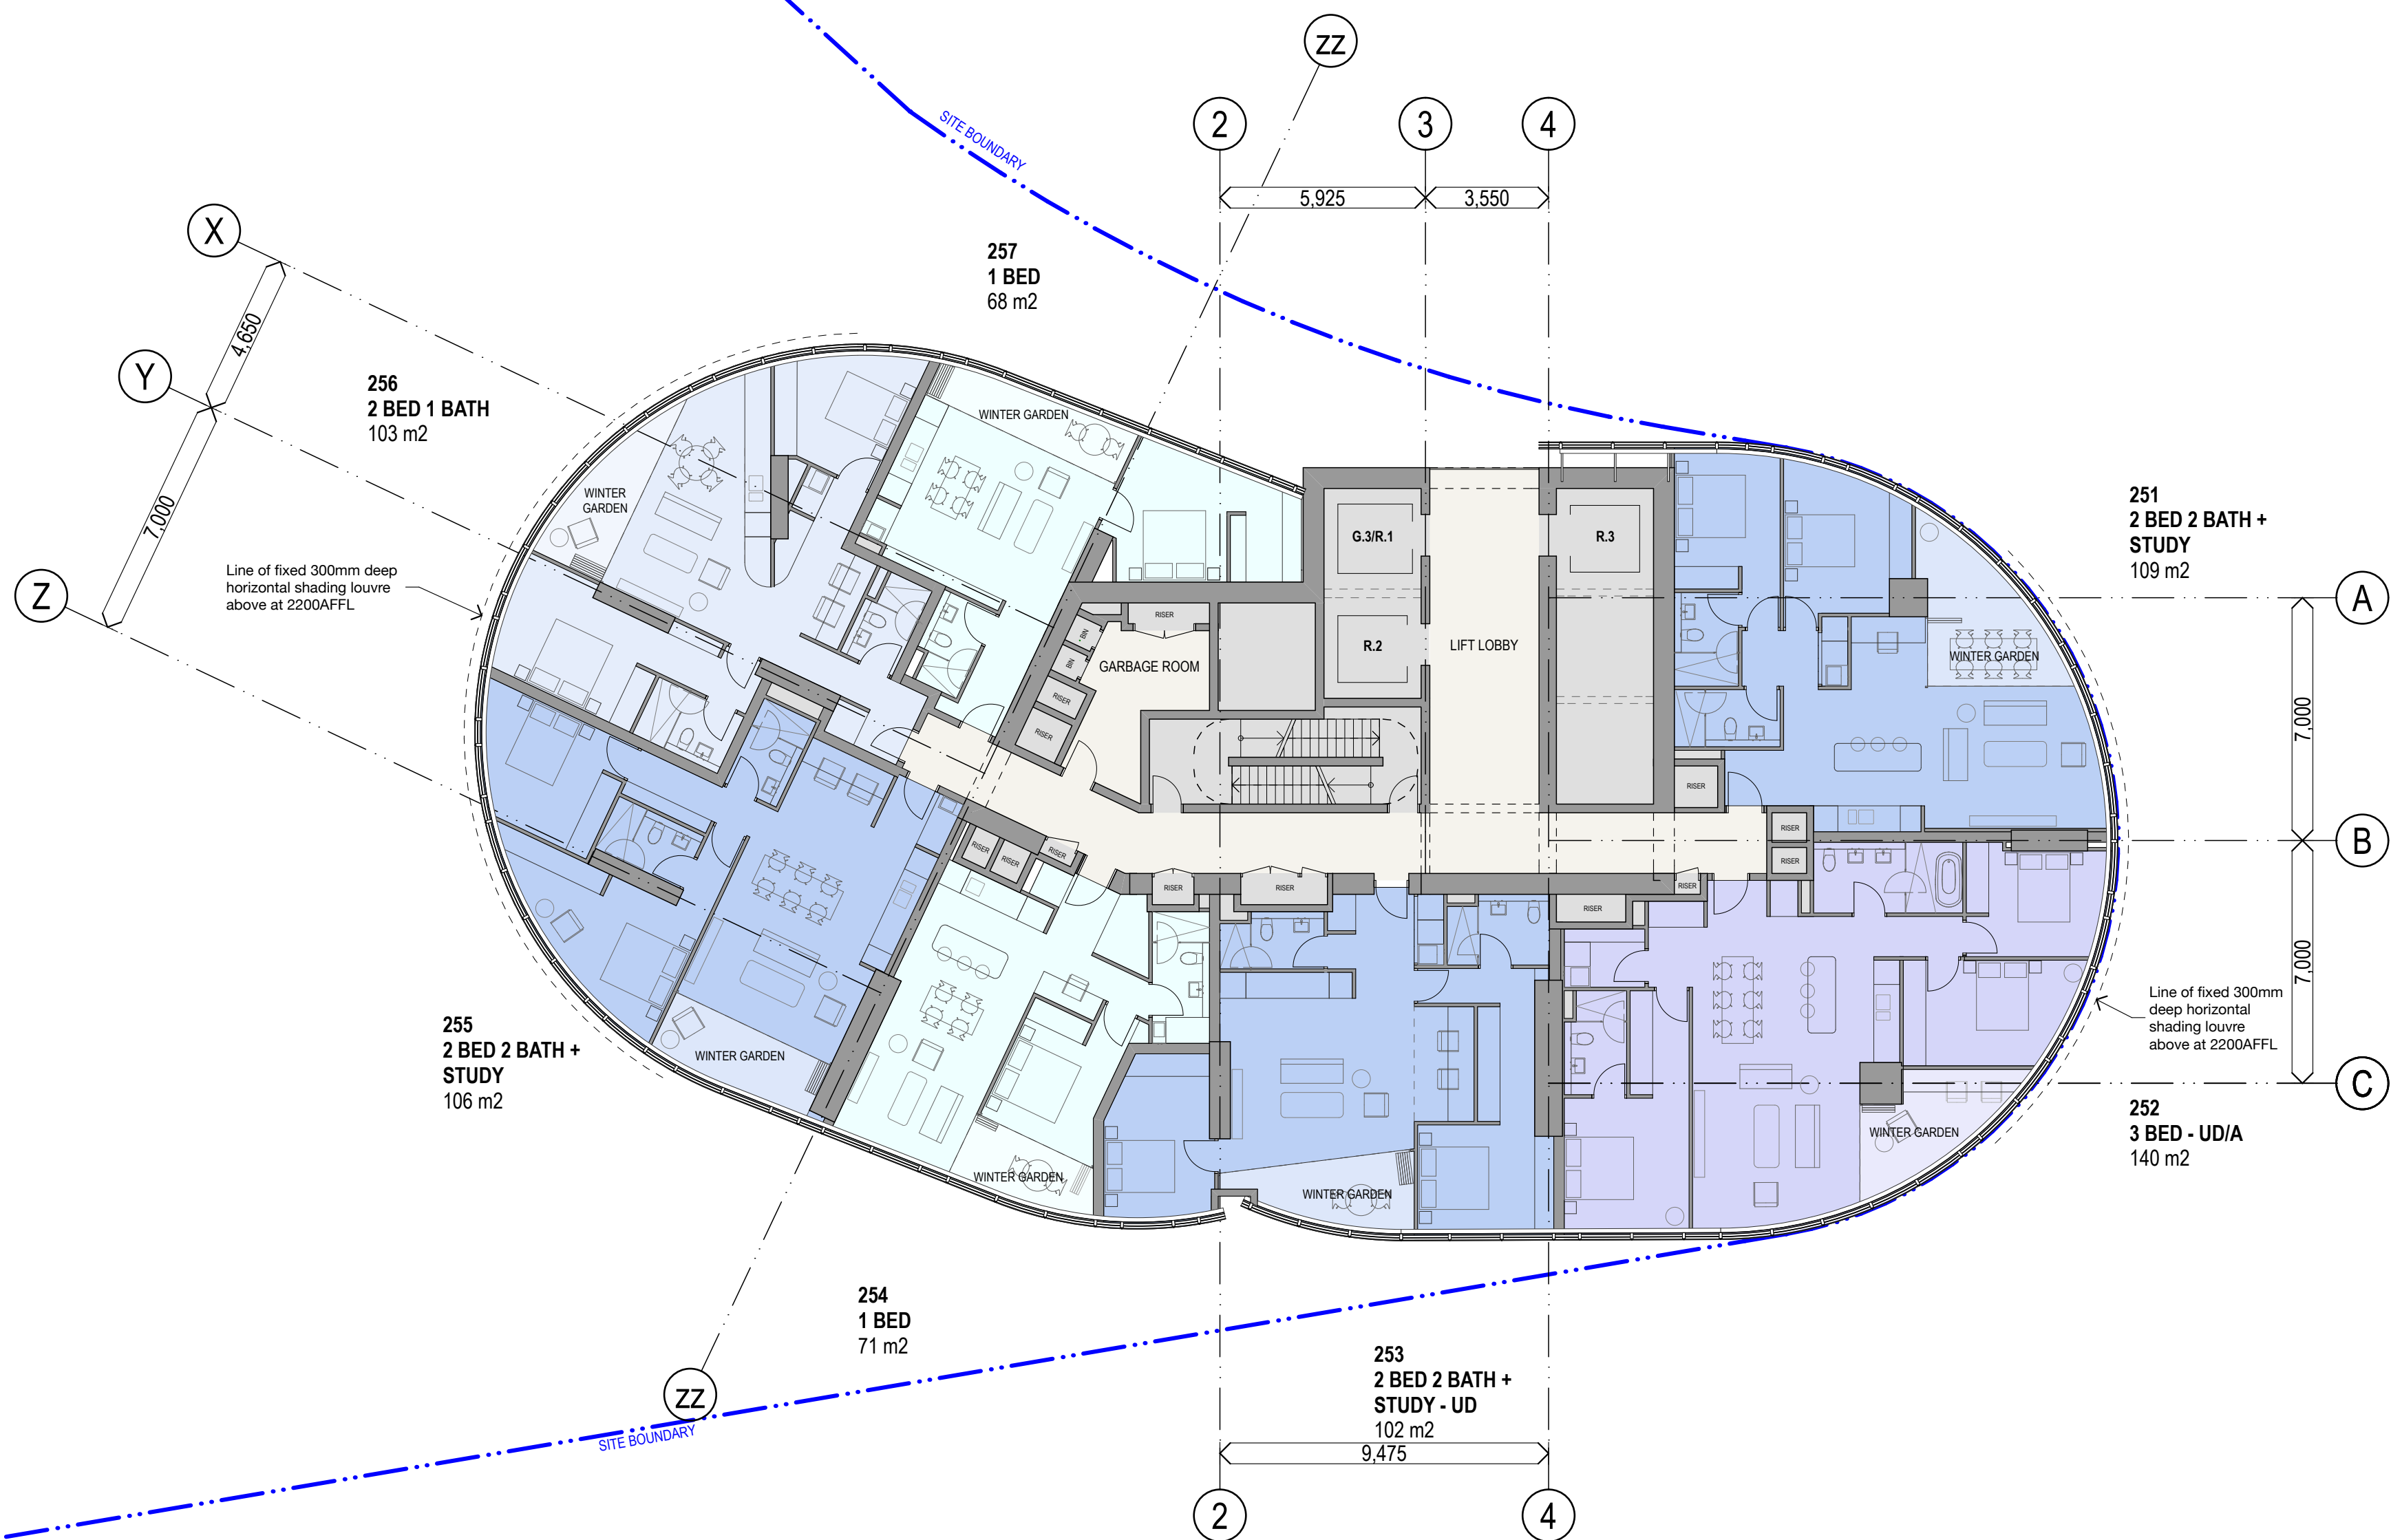 ZZ
2
3
4
SITE BOUNDARY
5,925
3,550
X
257
1 BED
68 m2
4,650
Y
256
2 BED 1 BATH
103 m2
WINTER GARDEN
7,000
WINTER
GARDEN
251
2 BED 2 BATH +
STUDY
109 m2
G.3/R.1
R.3
Z
Line of fixed 300mm deep
horizontal shading louvre
above at 2200AFFL
A
RISER
BIN
BIN
GARBAGE ROOM
R.2
LIFT LOBBY
WINTER GARDEN
RISER
RISER
7,000
RISER
RISER
RISER
RISER
RISER
RISER
B
RISER
RISER
RISER
RISER
RISER
7,000
Line of fixed 300mm
deep horizontal
shading louvre
above at 2200AFFL
255
2 BED 2 BATH +
STUDY
106 m2
WINTER GARDEN
C
252
3 BED - UD/A
140 m2
WINTER GARDEN
WINTER GARDEN
WINTER GARDEN
254
1 BED
71 m2
253
2 BED 2 BATH +
STUDY - UD
102 m2
ZZ
SITE BOUNDARY
9,475
2
4